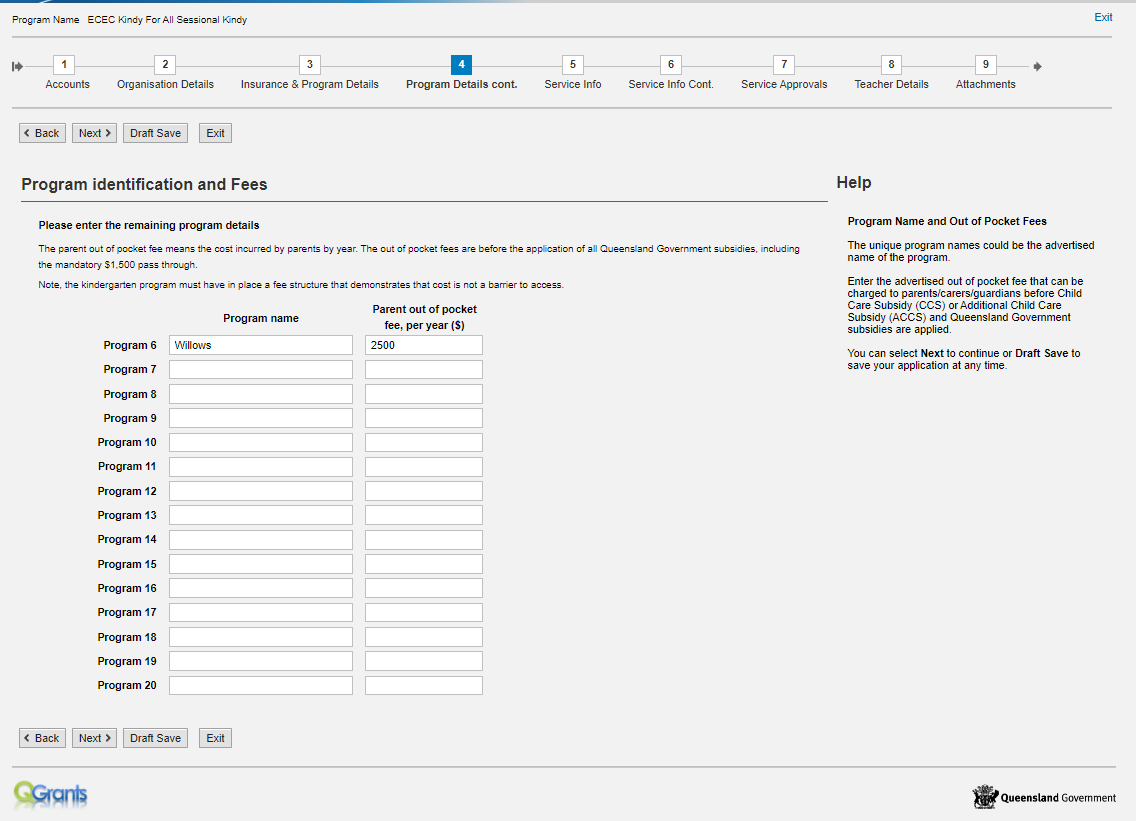 Program Name ECEC Kindy For All Sessional Kindy
Exit
1 2 3 4 5 6 7 8 9
Accounts Organisation Details Insurance & Program Details Program Details cont. Service Info Service Info Cont. Service Approvals Teacher Details Attachments
Back Next Draft Save Exit
Program identification and Fees
Please enter the remaining program details
The parent out of pocket fee means the cost incurred by parents by year. The out of pocket fees are before the application of all Queensland Government subsidies, including
the mandatory $1,500 pass through.
Note, the kindergarten program must have in place a fee structure that demonstrates that cost is not a barrier to access.
Program name
Parent out of pocket
fee, per year ($)
Program 6 Willows 2500
Program 7
Program 8
Program 9
Program 10
Program 11
Program 12
Program 13
Program 14
Program 15
Program 16
Program 17
Program 18
Program 19
Program 20
Help
Program Name and Out of Pocket Fees
The unique program names could be the advertised
name of the program.
Enter the advertised out of pocket fee that can be
charged to parents/carers/guardians before Child
Care Subsidy (CCS) or Additional Child Care
Subsidy (ACCS) and Queensland Government
subsidies are applied.
You can select Next to continue or Draft Save to
save your application at any time.
Back Next Draft Save Exit
QGrants
Queensland Government